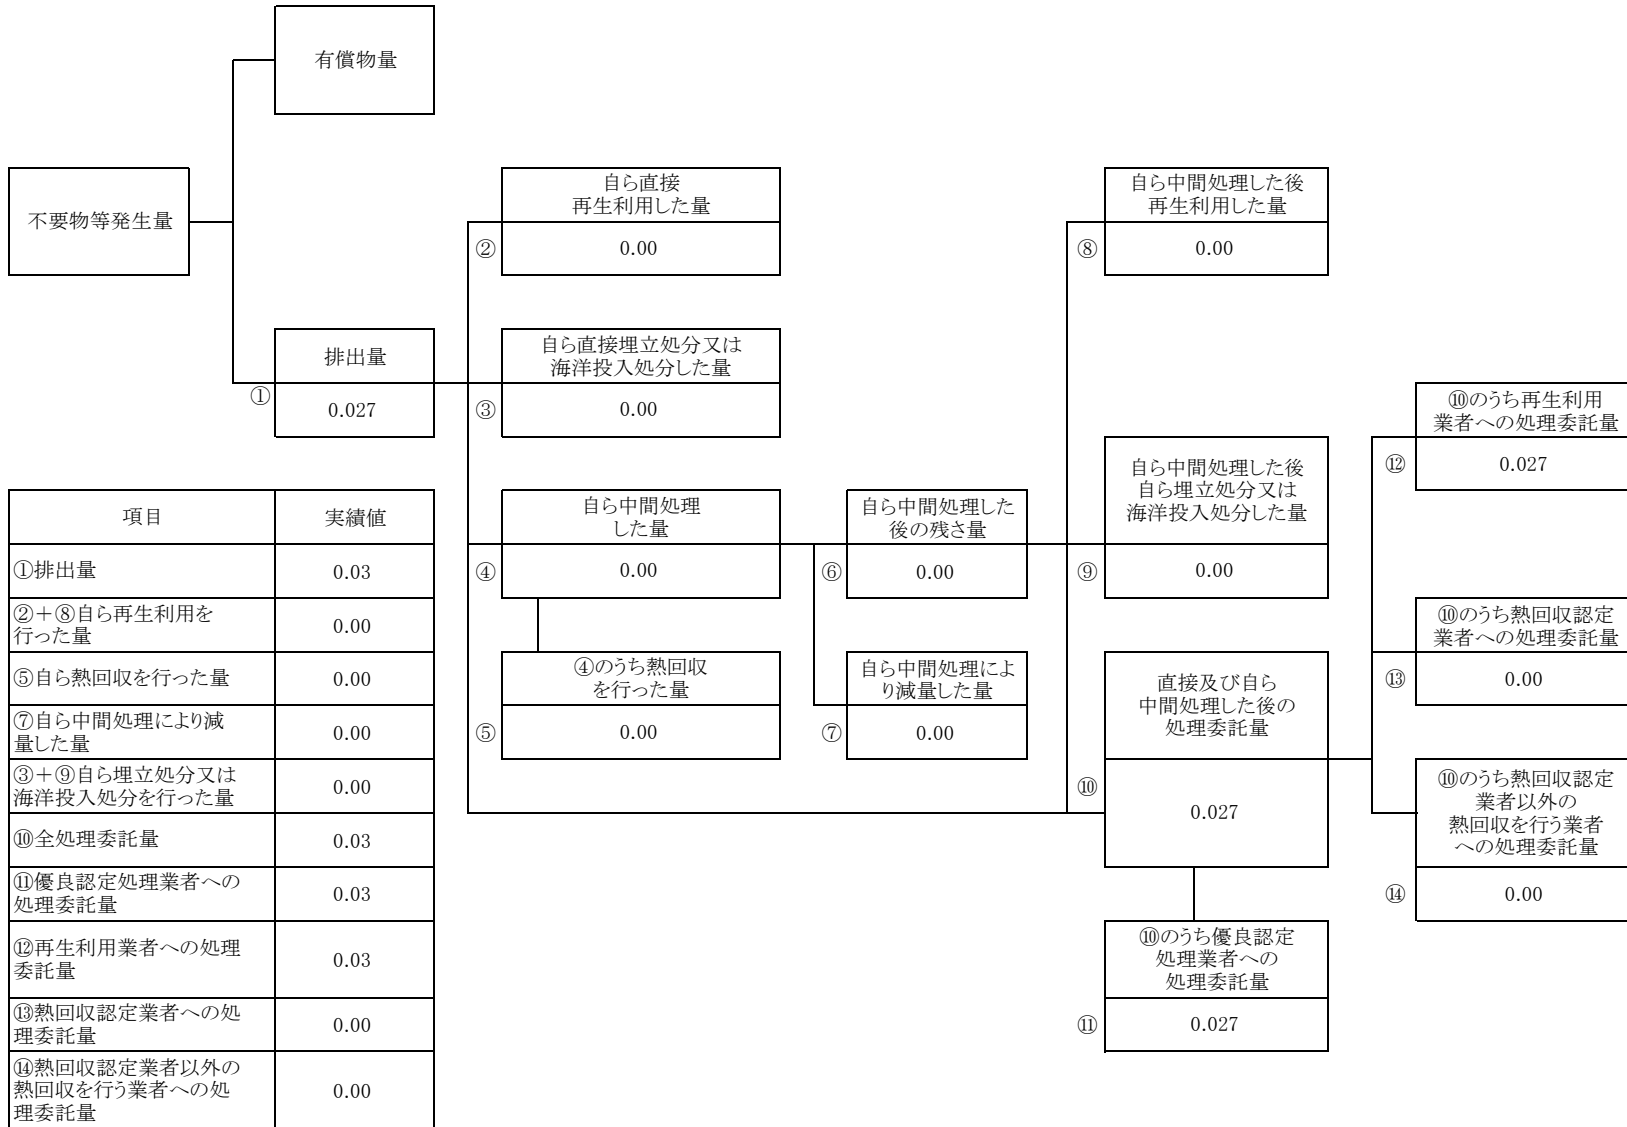 有償物量
不要物等発生量
自ら直接
再生利用した量
②
0.00
自ら中間処理した後
再生利用した量
⑧
0.00
排出量
①
0.027
自ら直接埋立処分又は
海洋投入処分した量
③
0.00
⑩のうち再生利用
業者への処理委託量
⑫
0.027
自ら中間処理
した量
④
0.00
自ら中間処理した
後の残さ量
⑥
0.00
自ら中間処理した後
自ら埋立処分又は
海洋投入処分した量
⑨
0.00
⑩のうち熱回収認定
業者への処理委託量
⑬
0.00
④のうち熱回収
を行った量
⑤
0.00
自ら中間処理によ
り減量した量
⑦
0.00
直接及び自ら
中間処理した後の
処理委託量
⑩
0.027
⑩のうち熱回収認定
業者以外の
熱回収を行う業者
への処理委託量
⑭
0.00
⑩のうち優良認定
処理業者への
処理委託量
⑪
0.027
項目 実績値
①排出量 0.03
②＋⑧自ら再生利用を
行った量 0.00
⑤自ら熱回収を行った量 0.00
⑦自ら中間処理により減
量した量 0.00
③＋⑨自ら埋立処分又は
海洋投入処分を行った量 0.00
⑩全処理委託量 0.03
⑪優良認定処理業者への
処理委託量 0.03
⑫再生利用業者への処理
委託量 0.03
⑬熱回収認定業者への処
理委託量 0.00
⑭熱回収認定業者以外の
熱回収を行う業者への処 0.00
理委託量